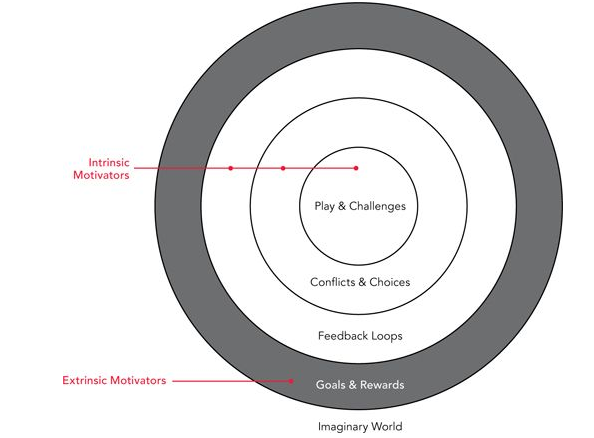 Intrinsic
Motivators
Play & Challenges
Conflicts & Choices
Feedback Loops
Extrinsic Motivators
Goals & Rewards
Imaginary World